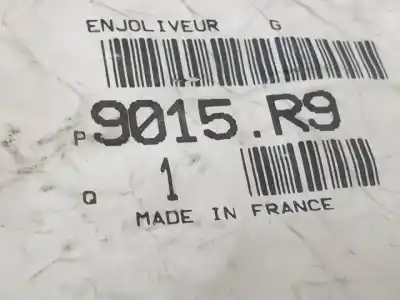 ENJOLIVEUR G
P 9015.R9
Q 1
MADE IN FRANCE